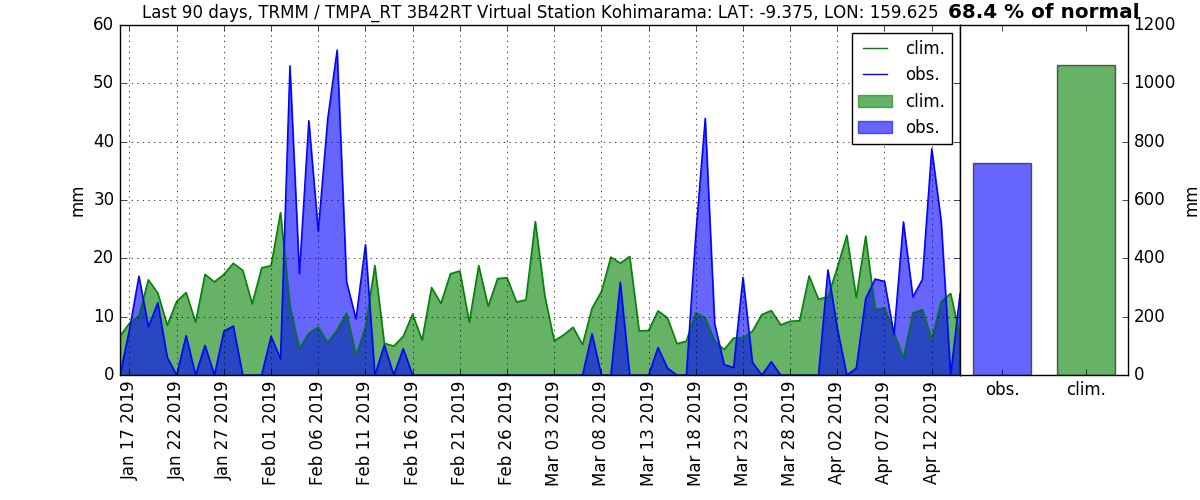 Last 90 days, TRMM / TMPA_RT 3B42RT Virtual Station Kohimarama: LAT: -9.375, LON: 159.625 68.4 % of normal
60
50
40
30
20
10
0
mm
clim.
obs.
clim.
obs.
1200
1000
800
600
400
200
0
mm
Jan 17 2019
Jan 22 2019
Jan 27 2019
Feb 01 2019
Feb 06 2019
Feb 11 2019
Feb 16 2019
Feb 21 2019
Feb 26 2019
Mar 03 2019
Mar 08 2019
Mar 13 2019
Mar 18 2019
Mar 23 2019
Mar 28 2019
Apr 02 2019
Apr 07 2019
Apr 12 2019
obs.
clim.